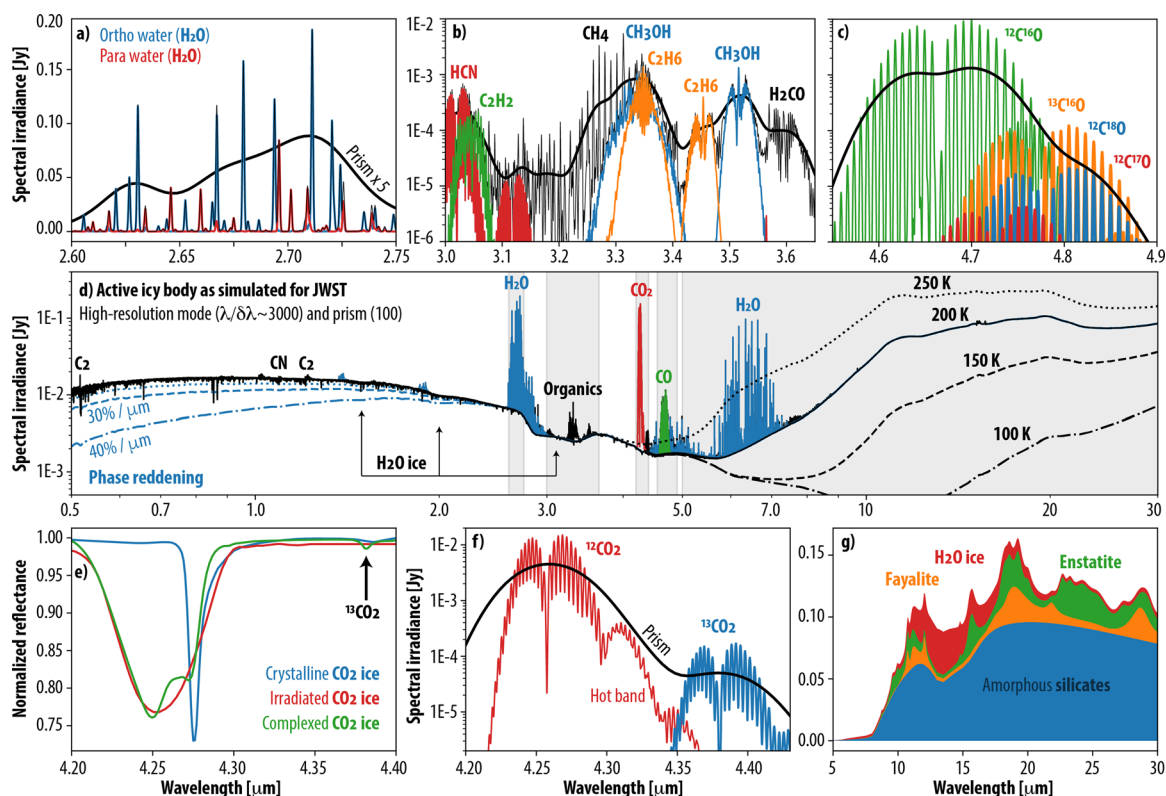 a)
Ortho water (H₂O)
Para water (H₂O)
Prism x 5
Spectral irradiance [Jy]
0.20
0.15
0.10
0.05
0.00
2.60
2.65
2.70
2.75
b)
HCN
C₂H₂
CH₄
CH₃OH
C₂H₆
C₂H₆
CH₃OH
H₂CO
1E-2
1E-3
1E-4
1E-5
1E-6
3.0
3.1
3.2
3.3
3.4
3.5
3.6
c)
¹²C¹⁶O
¹³C¹⁶O
¹²C¹⁸O
¹²C¹⁷O
4.6
4.7
4.8
4.9
d) Active icy body as simulated for JWST
High-resolution mode (λ/δλ~3000) and prism (100)
Spectral irradiance [Jy]
1E-1
1E-2
1E-3
C₂
CN
C₂
30% / μm
40% / μm
Phase reddening
H₂O ice
H₂O
Organics
CO₂
CO
H₂O
250 K
200 K
150 K
100 K
0.5
0.7
1.0
2.0
3.0
4.0
5.0
7.0
10
20
30
e)
Normalized reflectance
1.00
0.95
0.90
0.85
0.80
0.75
¹³CO₂
Crystalline CO₂ ice
Irradiated CO₂ ice
Complexed CO₂ ice
4.20
4.25
4.30
4.35
4.40
Wavelength [μm]
f)
Spectral irradiance [Jy]
1E-2
1E-3
1E-4
1E-5
¹²CO₂
Prism
¹³CO₂
Hot band
4.20
4.25
4.30
4.35
4.40
Wavelength [μm]
g)
0.15
0.10
0.05
0.00
H₂O ice
Fayalite
Enstatite
Amorphous silicates
5
10
15
20
25
30
Wavelength [μm]